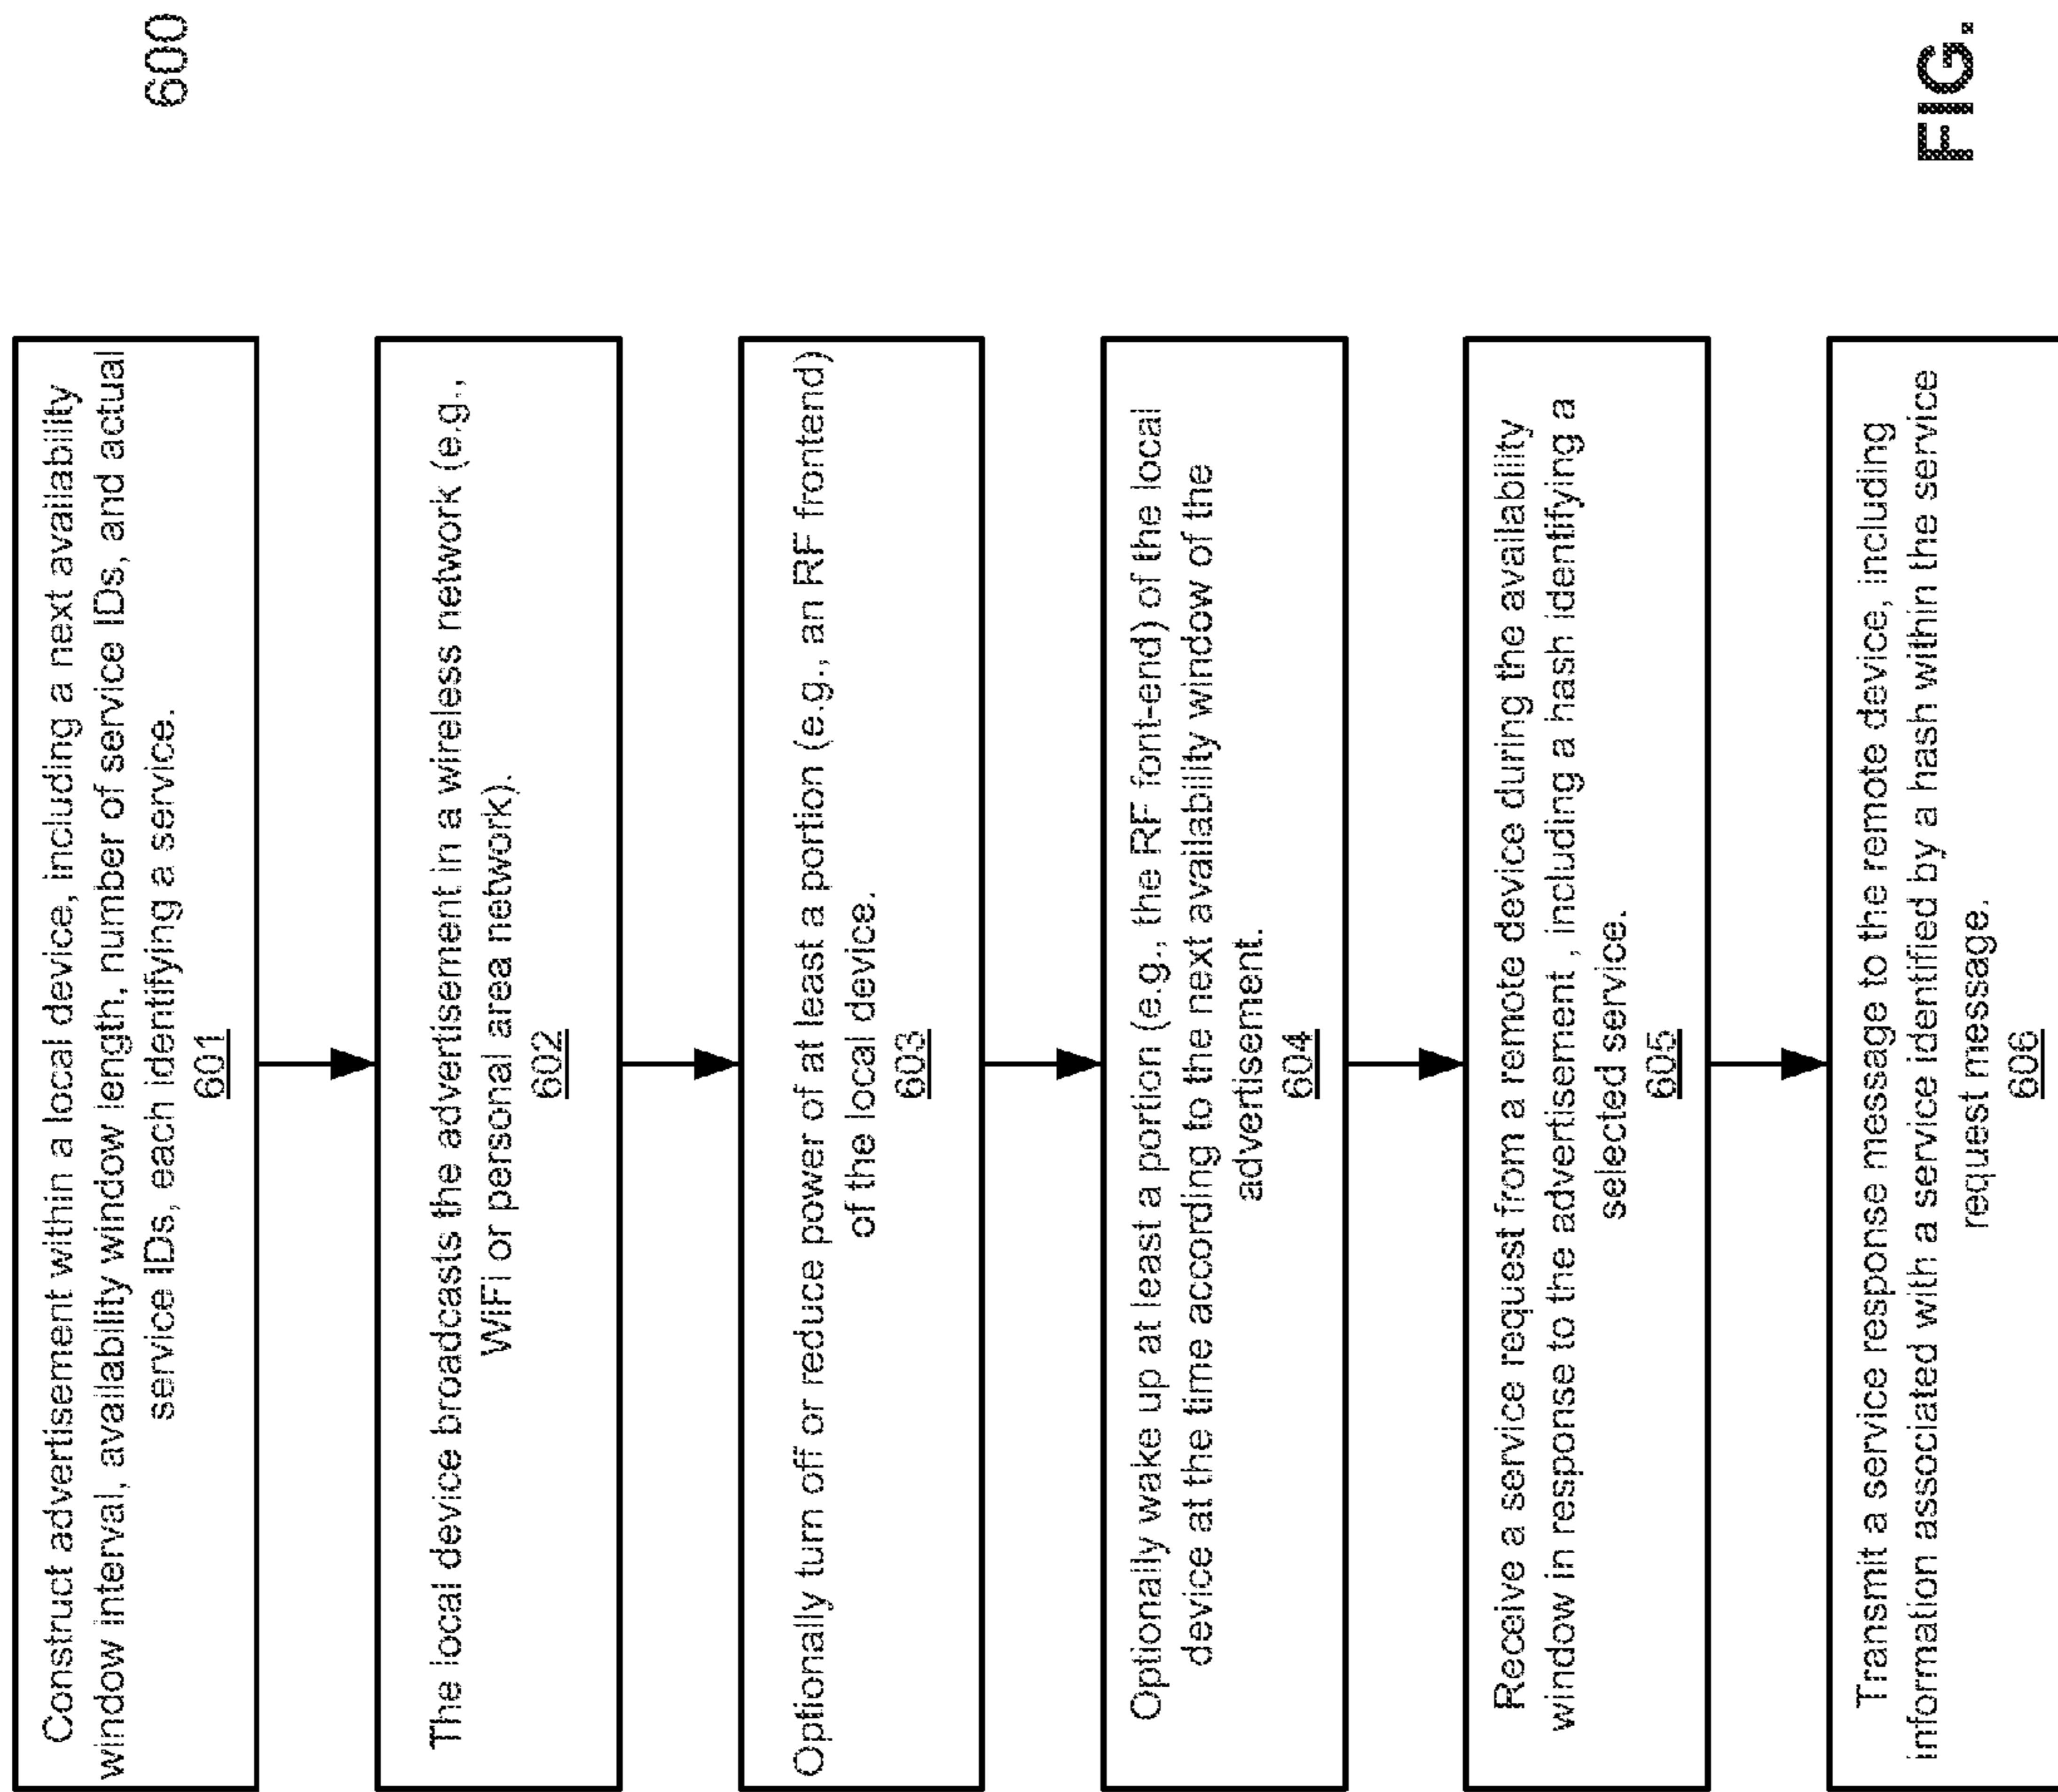 600
Construct advertisement within a local device, including a next availability
window interval, availability window length, number of service IDs, and actual
service IDs, each identifying a service.
601
The local device broadcasts the advertisement in a wireless network (e.g.,
WiFi or personal area network).
602
Optionally turn off or reduce power of at least a portion (e.g., an RF frontend)
of the local device.
603
Optionally wake up at least a portion (e.g., the RF font-end) of the local
device at the time according to the next availability window of the
advertisement.
604
Receive a service request from a remote device during the availability
window in response to the advertisement , including a hash identifying a
selected service.
605
Transmit a service response message to the remote device, including
information associated with a service identified by a hash within the service
request message.
606
FIG.